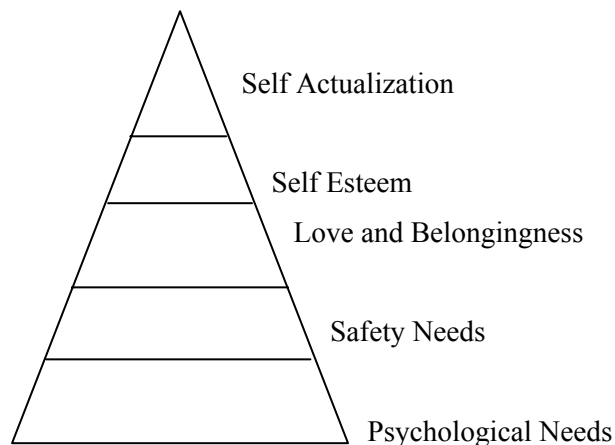 Self Actualization
Self Esteem
Love and Belongingness
Safety Needs
Psychological Needs